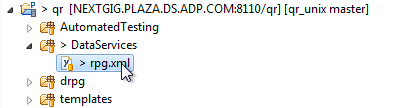 > qr [NEXTGIG.PLAZA.DS.ADP.COM:8110/qr] [qr_unix master]
AutomatedTesting
> DataServices
> rpg.xml
drpg
templates